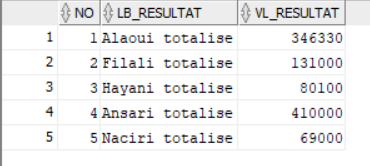 NO LB_RESULTAT VL_RESULTAT
1 1 Alaoui totalise 346330
2 2 Filali totalise 131000
3 3 Hayani totalise 80100
4 4 Ansari totalise 410000
5 5 Naciri totalise 69000